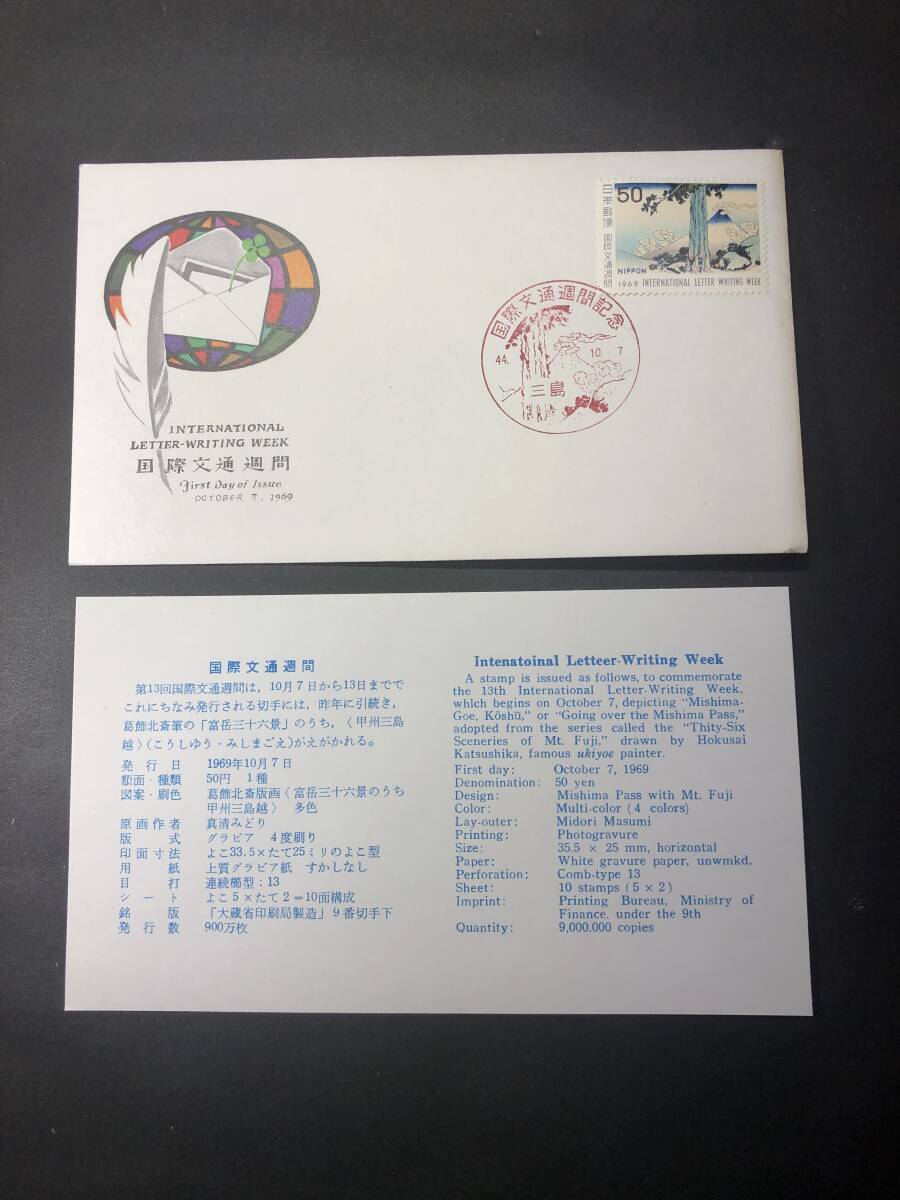 50
日本郵便
国際文通週間
NIPPON
1969 INTERNATIONAL LETTER WRITING WEEK
国際文通週間記念
44. 10. 7
三島
INTERNATIONAL
LETTER-WRITING WEEK
国際文通週間
First Day of Issue
OCTOBER 7, 1969
国際文通週間
第13回国際文通週間は，10月7日から13日までで
これにちなみ発行される切手には，昨年に引続き，
葛飾北斎筆の「富岳三十六景」のうち，〈甲州三島
越〉(こうしゆう・みしまごえ)がえがかれる。
発行日 1969年10月7日
額面・種類 50円 1種
図案・刷色 葛飾北斎版画〈富岳三十六景のうち
甲州三島越〉 多色
原画作者 真清みどり
版式 グラビア 4度刷り
印面寸法 よこ33.5×たて25ミリのよこ型
用紙 上質グラビア紙 すかしなし
目打 連続櫛型：13
シート よこ5×たて2＝10面構成
銘版 「大蔵省印刷局製造」9番切手下
発行数 900万枚
Intenatoinal Letteer-Writing Week
A stamp is issued as follows, to commemorate
the 13th International Letter-Writing Week,
which begins on October 7, depicting "Mishima-
Goe, Kōshū," or "Going over the Mishima Pass,"
adopted from the series called the "Thity-Six
Sceneries of Mt. Fuji," drawn by Hokusai
Katsushika, famous ukiyoe painter.
First day: October 7, 1969
Denomination: 50 yen
Design: Mishima Pass with Mt. Fuji
Color: Multi-color (4 colors)
Lay-outer: Midori Masumi
Printing: Photogravure
Size: 35.5 × 25 mm, horizontal
Paper: White gravure paper, unwmkd.
Perforation: Comb-type 13
Sheet: 10 stamps (5 × 2)
Imprint: Printing Bureau, Ministry of
Finance, under the 9th
Quantity: 9,000.000 copies